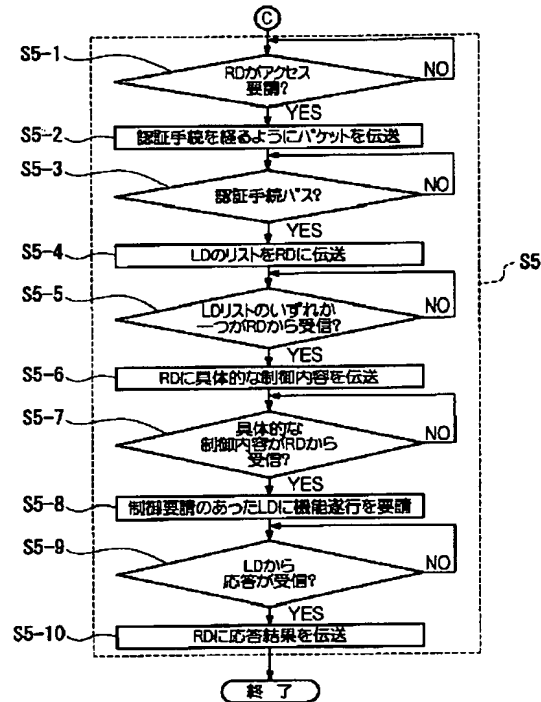 C
S5-1
RDがアクセス
要請?
NO
YES
S5-2
認証手続を経るようにパケットを伝送
S5-3
認証手続パス?
NO
YES
S5-4
LDのリストをRDに伝送
S5
S5-5
LDリストのいずれか
一つがRDから受信?
NO
YES
S5-6
RDに具体的な制御内容を伝送
S5-7
具体的な
制御内容がRDから
受信?
NO
YES
S5-8
制御要請のあったLDに機能遂行を要請
S5-9
LDから
応答が受信?
NO
YES
S5-10
RDに応答結果を伝送
終了